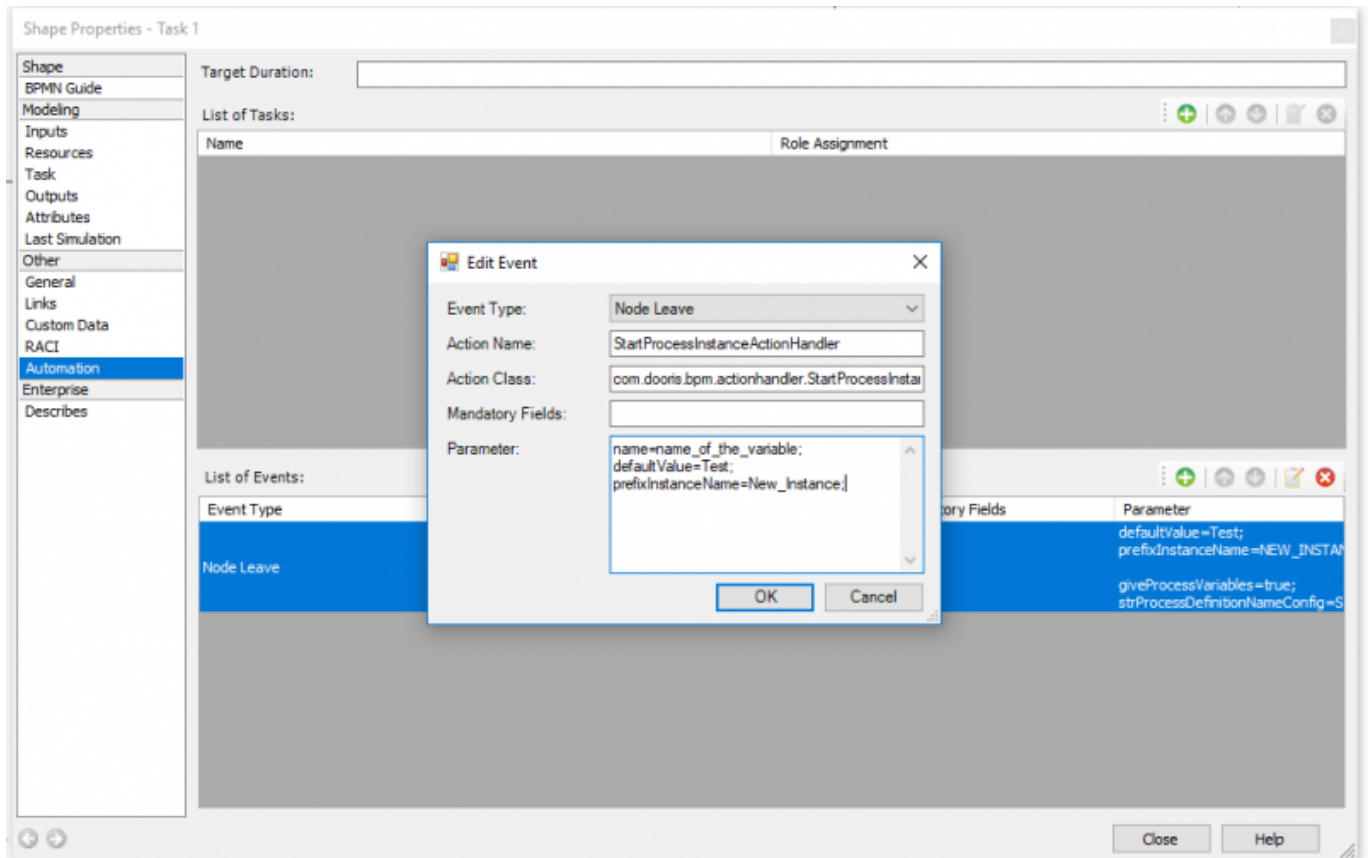 Shape Properties - Task 1
Shape
BPMN Guide
Modeling
Inputs
Resources
Task
Outputs
Attributes
Last Simulation
Other
General
Links
Custom Data
RACI
Automation
Enterprise
Describes
Target Duration:
List of Tasks:
Name Role Assignment
Edit Event
Event Type: Node Leave
Action Name: StartProcessInstanceActionHandler
Action Class: com.dooris.bpm.actionhandler.StartProcessInstar
Mandatory Fields:
Parameter: name=name_of_the_variable;
defaultValue=Test;
prefixInstanceName=New_Instance;
OK Cancel
List of Events:
Event Type ory Fields Parameter
Node Leave
defaultValue=Test;
prefixInstanceName=NEW_INSTAN
giveProcessVariables=true;
strProcessDefinitionNameConfig=S
Close Help